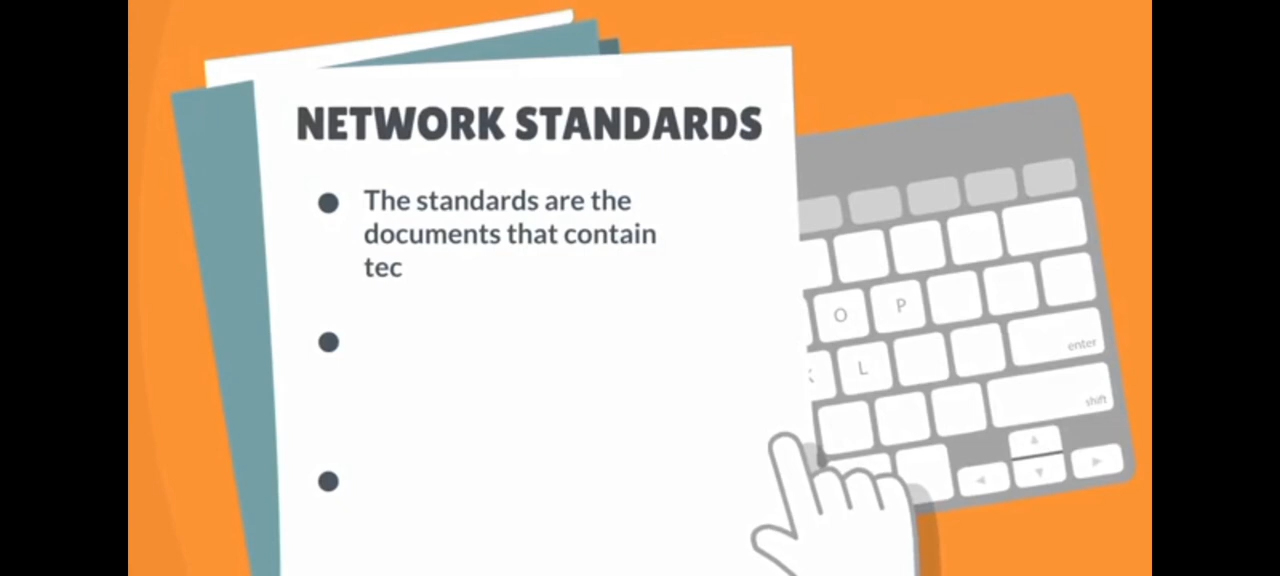 NETWORK STANDARDS
The standards are the
documents that contain
tec
O P
enter
L
shift